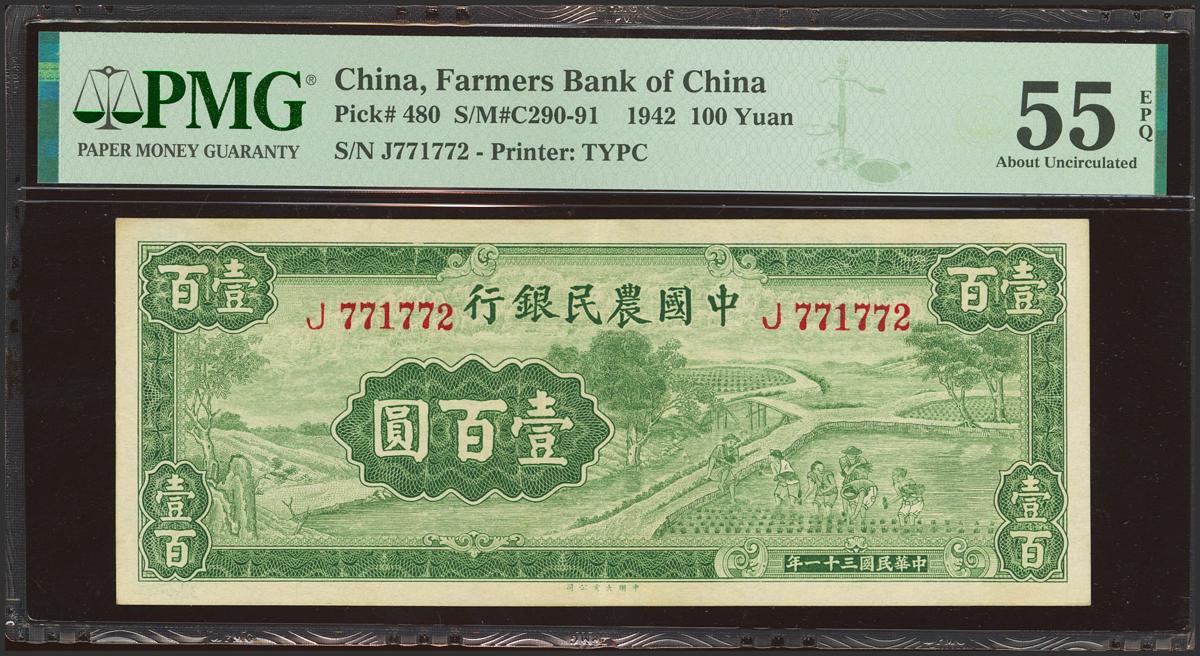 PMG®
PAPER MONEY GUARANTY
China, Farmers Bank of China
Pick# 480 S/M#C290-91 1942 100 Yuan
S/N J771772 - Printer: TYPC
55
EPQ
About Uncirculated
壹百
壹百
中國農民銀行
J 771772
J 771772
壹百圓
壹百
壹百
中華民國三十一年